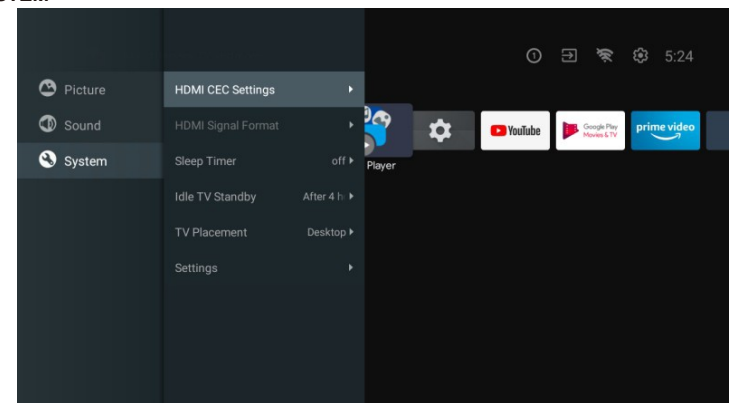 5:24
Picture
Sound
System
HDMI CEC Settings
HDMI Signal Format
Sleep Timer off
Idle TV Standby After 4 h
TV Placement Desktop
Settings
Player
YouTube
Google Play
Movies & TV
prime video